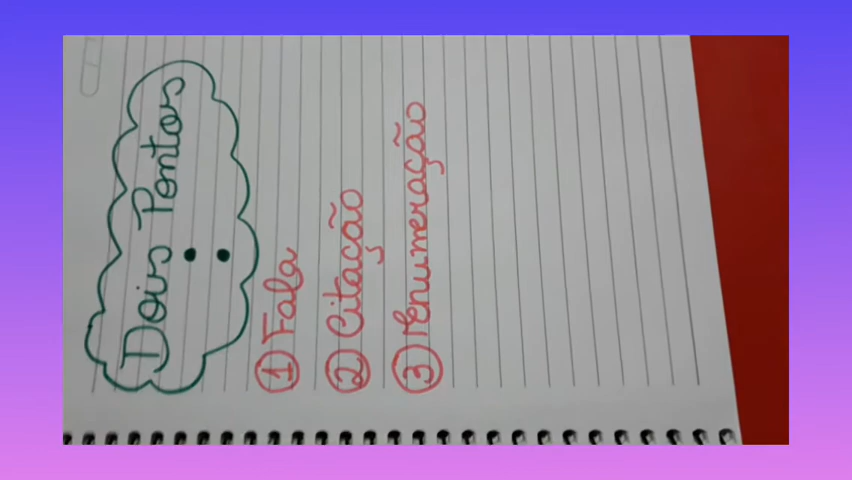 Dois Pontos
:
① Fala
② Citação
③ Enumeração